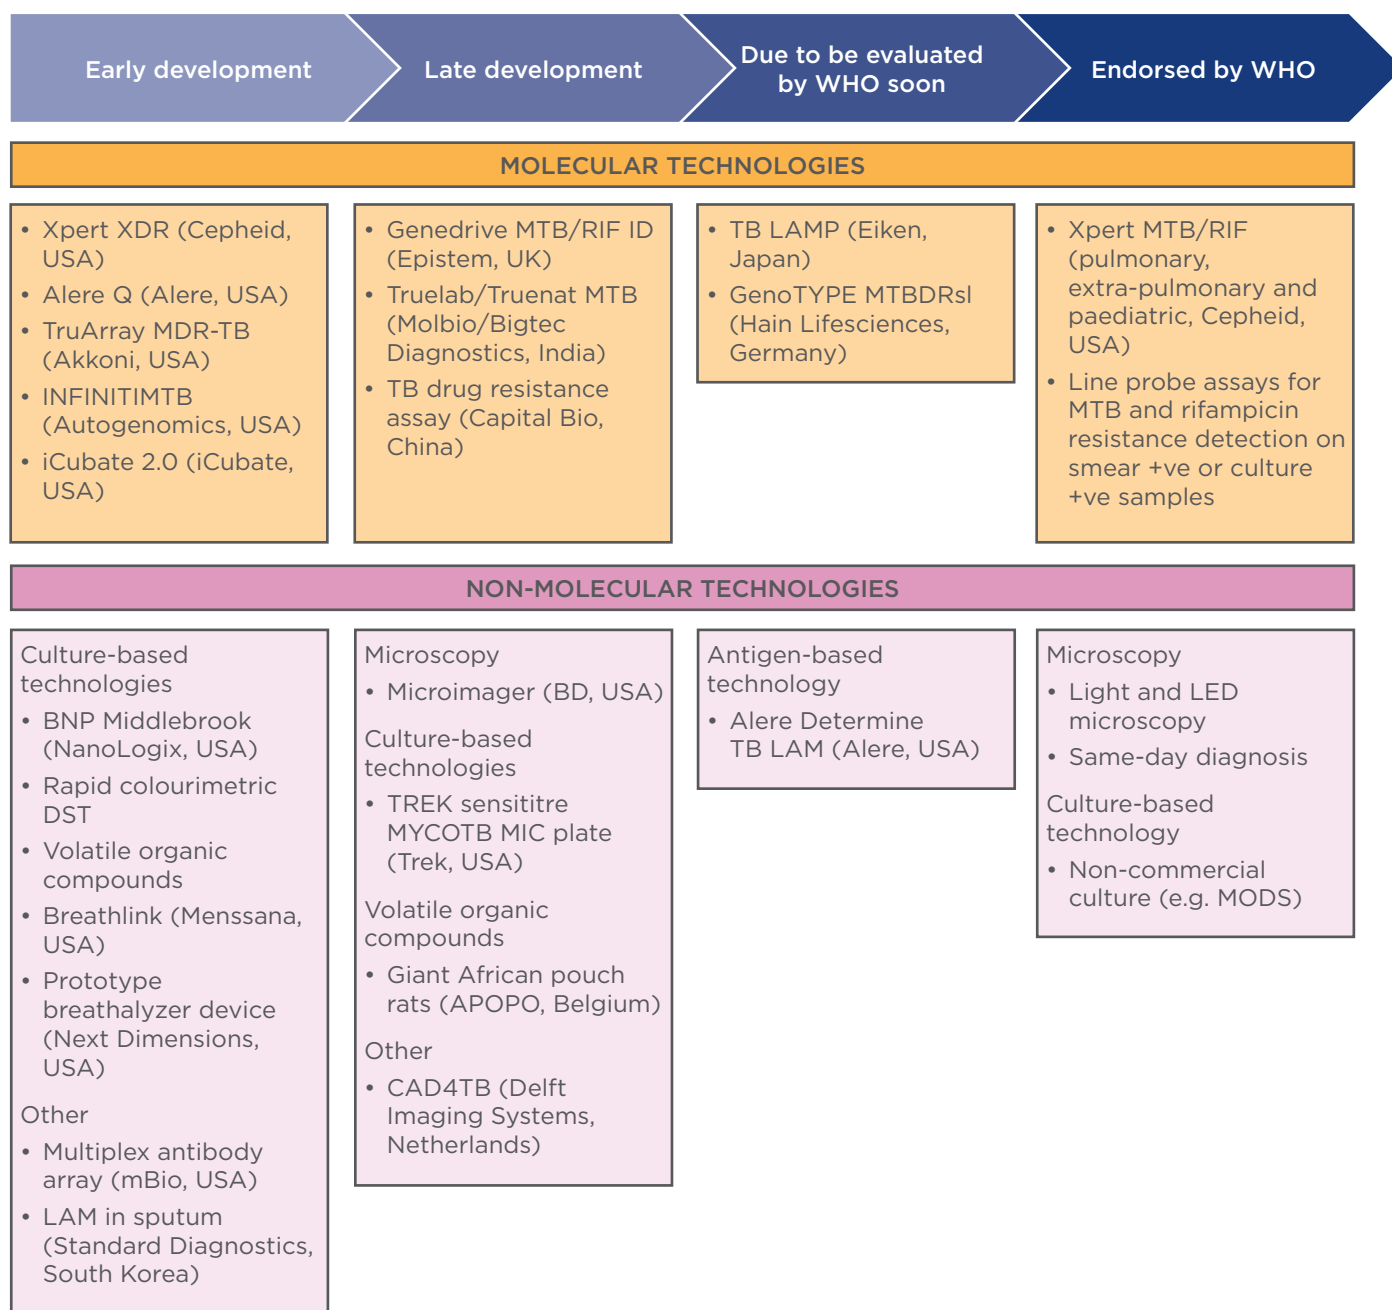 Early development
Late development
Due to be evaluated
by WHO soon
Endorsed by WHO
MOLECULAR TECHNOLOGIES
• Xpert XDR (Cepheid,
USA)
• Alere Q (Alere, USA)
• TruArray MDR-TB
(Akkoni, USA)
• INFINITIMTB
(Autogenomics, USA)
• iCubate 2.0 (iCubate,
USA)
• Genedrive MTB/RIF ID
(Epistem, UK)
• Truelab/Truenat MTB
(Molbio/Bigtec
Diagnostics, India)
• TB drug resistance
assay (Capital Bio,
China)
• TB LAMP (Eiken,
Japan)
• GenoTYPE MTBDRsl
(Hain Lifesciences,
Germany)
• Xpert MTB/RIF
(pulmonary,
extra-pulmonary and
paediatric, Cepheid,
USA)
• Line probe assays for
MTB and rifampicin
resistance detection on
smear +ve or culture
+ve samples
NON-MOLECULAR TECHNOLOGIES
Culture-based
technologies
• BNP Middlebrook
(NanoLogix, USA)
• Rapid colourimetric
DST
• Volatile organic
compounds
• Breathlink (Menssana,
USA)
• Prototype
breathalyzer device
(Next Dimensions,
USA)
Other
• Multiplex antibody
array (mBio, USA)
• LAM in sputum
(Standard Diagnostics,
South Korea)
Microscopy
• Microimager (BD, USA)
Culture-based
technologies
• TREK sensititre
MYCOTB MIC plate
(Trek, USA)
Volatile organic
compounds
• Giant African pouch
rats (APOPO, Belgium)
Other
• CAD4TB (Delft
Imaging Systems,
Netherlands)
Antigen-based
technology
• Alere Determine
TB LAM (Alere, USA)
Microscopy
• Light and LED
microscopy
• Same-day diagnosis
Culture-based
technology
• Non-commercial
culture (e.g. MODS)